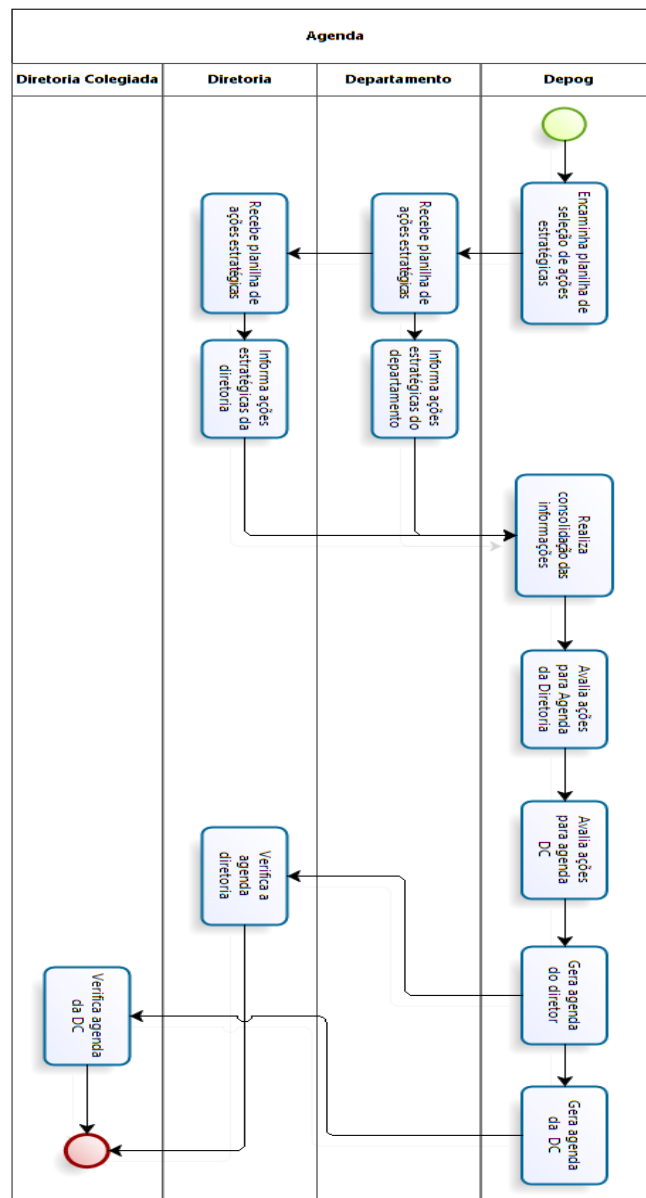 Agenda
Diretoria Colegiada
Diretoria
Departamento
Depog
Encaminha planilha de
seleção de ações
estratégicas
Recebe planilha de
ações estratégicas
Recebe planilha de
ações estratégicas
Informa ações
estratégicas do
departamento
Informa ações
estratégicas da
diretoria
Realiza
consolidação das
informações
Avalia ações
para Agenda
da Diretoria
Avalia ações
para agenda
DC
Gera agenda
do diretor
Verifica a
agenda
diretoria
Gera agenda
da DC
Verifica agenda
da DC